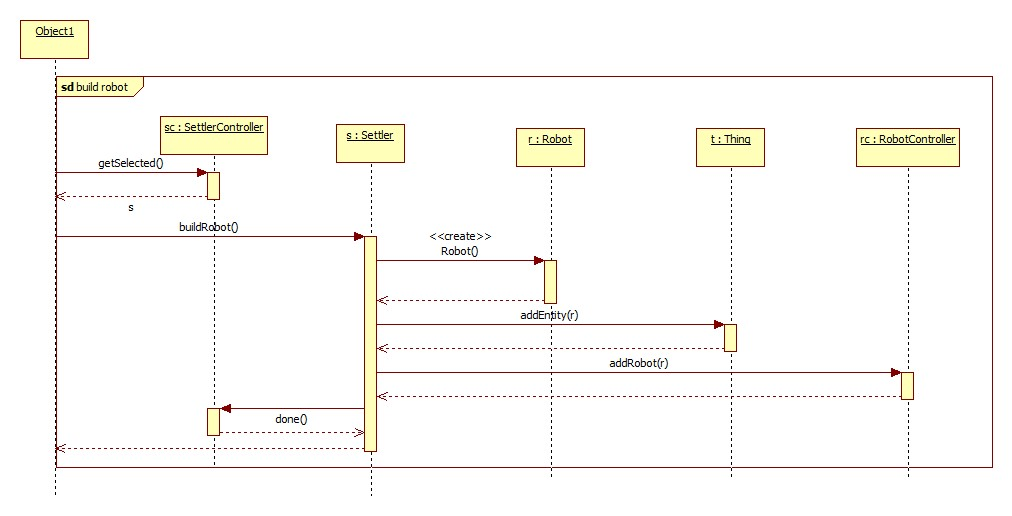 Object1
sd build robot
sc : SettlerController
s : Settler
r : Robot
t : Thing
rc : RobotController
getSelected()
s
buildRobot()
<<create>>
Robot()
addEntity(r)
addRobot(r)
done()